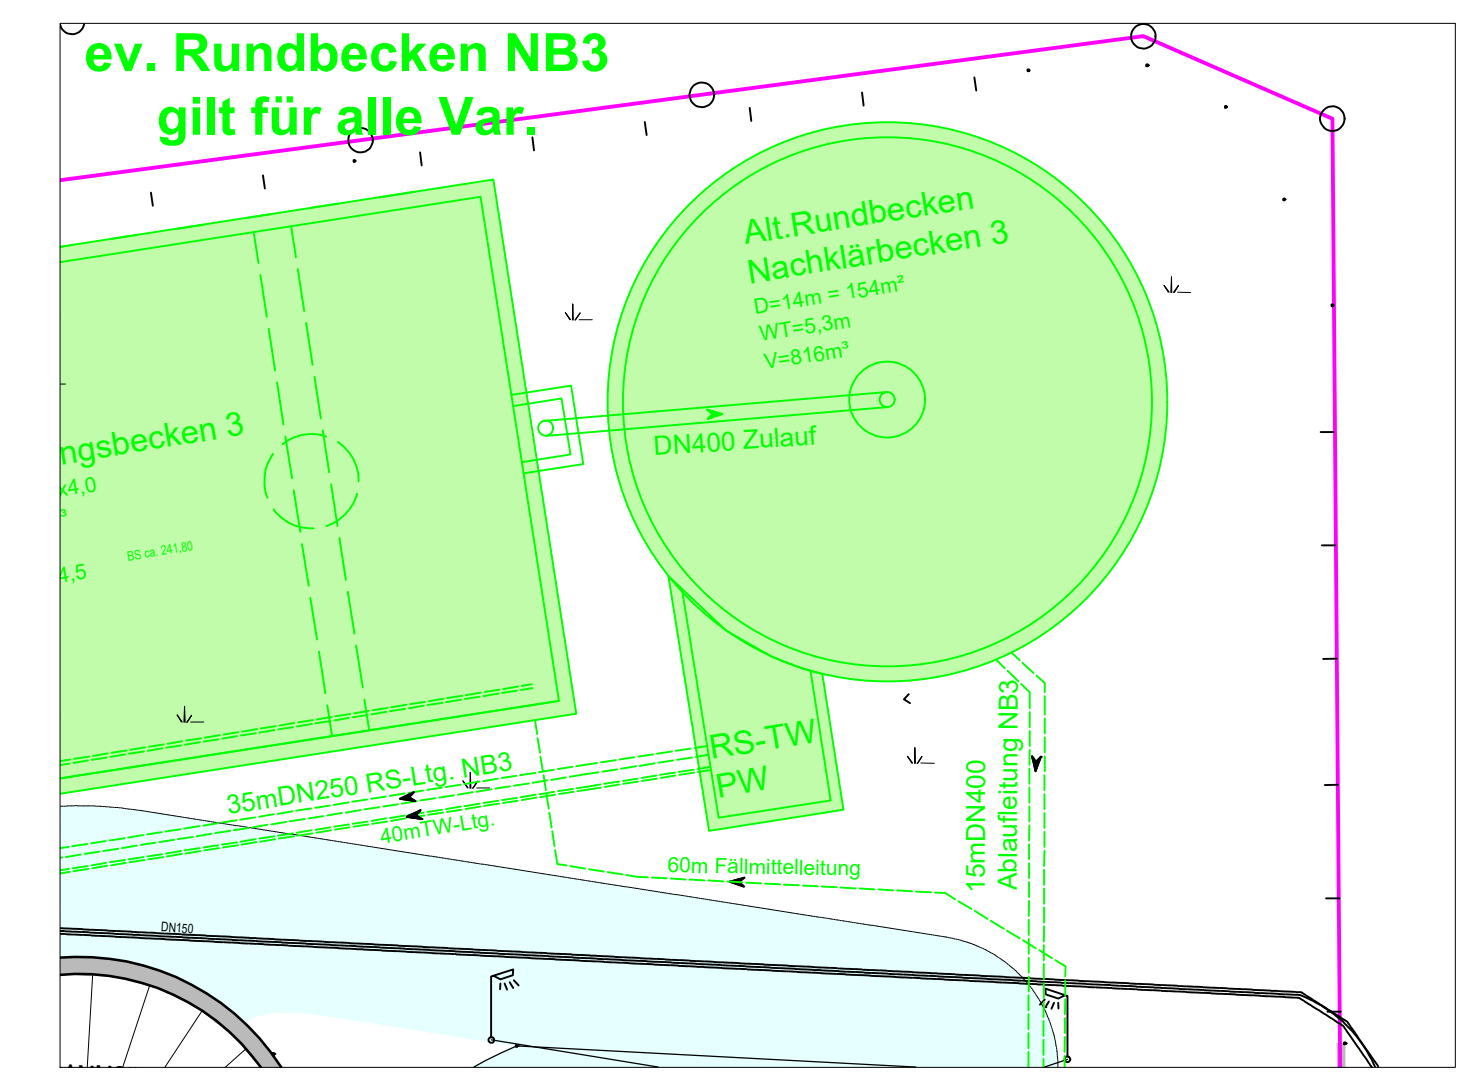 ev. Rundbecken NB3
gilt für alle Var.
Alt.Rundbecken
Nachklärbecken 3
D=14m = 154m²
WT=5,3m
V=816m³
DN400 Zulauf
ngsbecken 3
x4,0
³
BS ca. 241,80
4,5
RS-TW
PW
35mDN250 RS-Ltg. NB3
40mTW-Ltg.
60m Fällmittelleitung
15mDN400
Ablaufleitung NB3
DN150